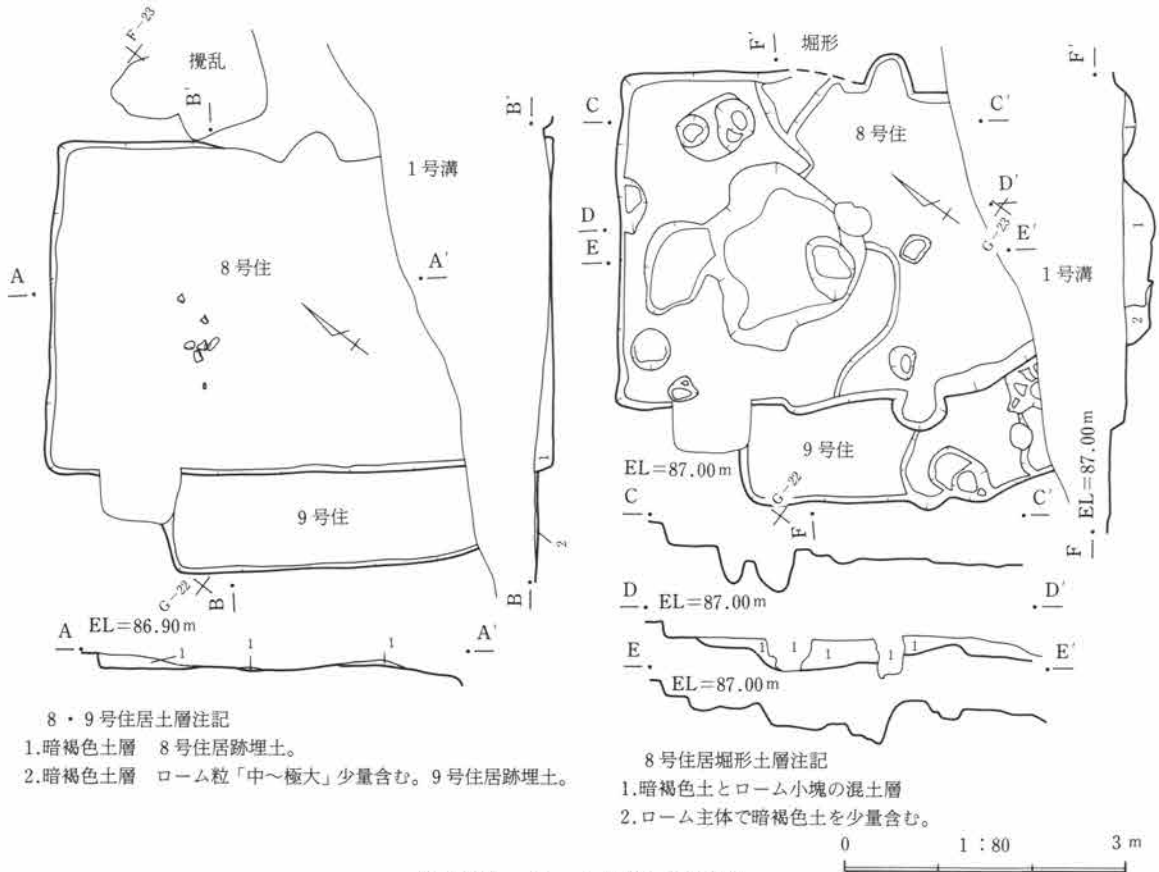 F-23
攪乱
B'
B'
1号溝
8号住
A
A'
9号住
1
2
G-22
B
B
A EL=86.90m A'
1 1 1
8・9号住居土層注記
1.暗褐色土層 8号住居跡埋土。
2.暗褐色土層 ローム粒「中~極大」少量含む。9号住居跡埋土。
F' 堀形
F'
C
C'
8号住
D
D'
G-23
E
E'
1号溝
1
2
9号住
EL=87.00m
G-22
F
F EL=87.00m
C C'
D EL=87.00m D'
1 1 1 1 1
E E'
EL=87.00m
8号住居堀形土層注記
1.暗褐色土とローム小塊の混土層
2.ローム主体で暗褐色土を少量含む。
0 1:80 3m